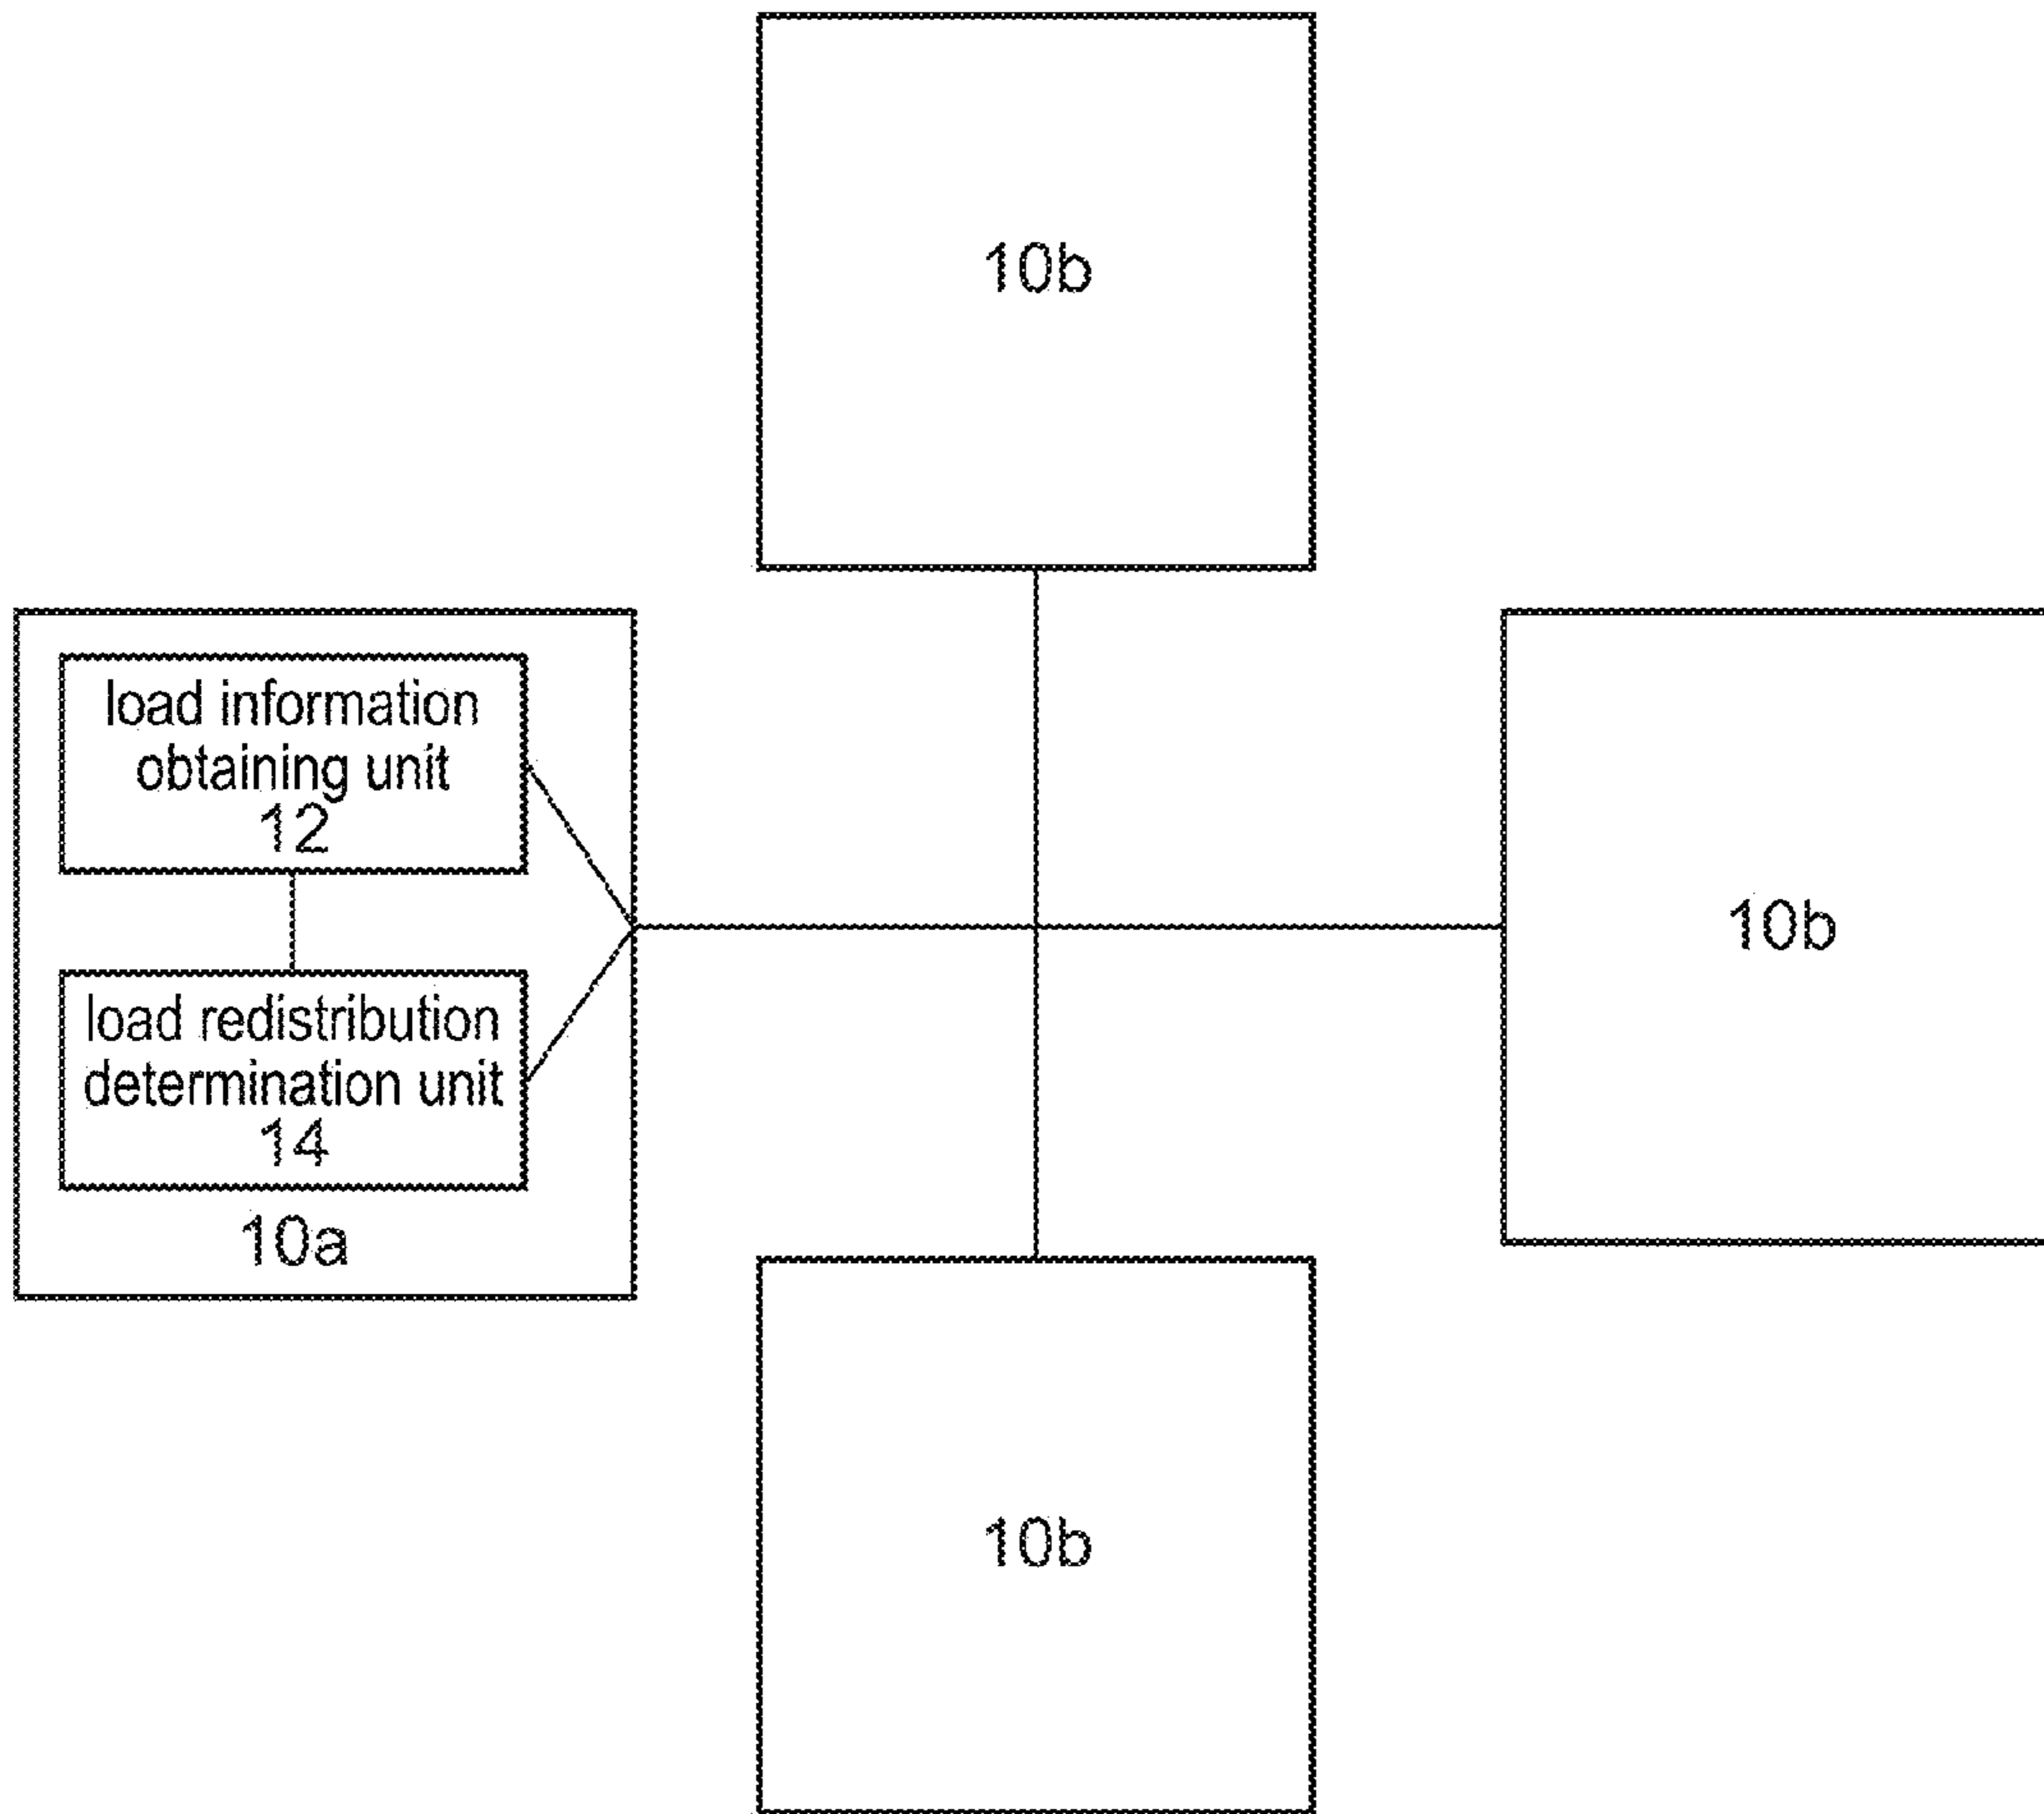 10b
load information
obtaining unit
12
load redistribution
determination unit
14
10a
10b
10b